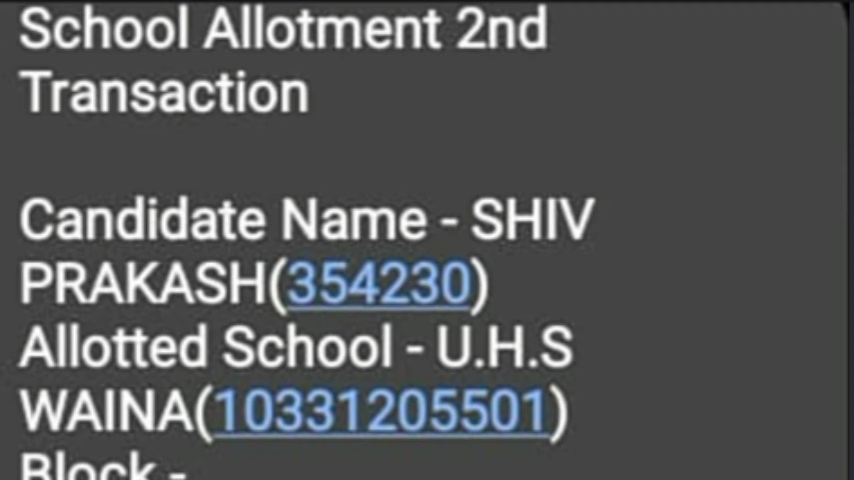 School Allotment 2nd
Transaction
Candidate Name - SHIV
PRAKASH(354230)
Allotted School - U.H.S
WAINA(10331205501)
Block -